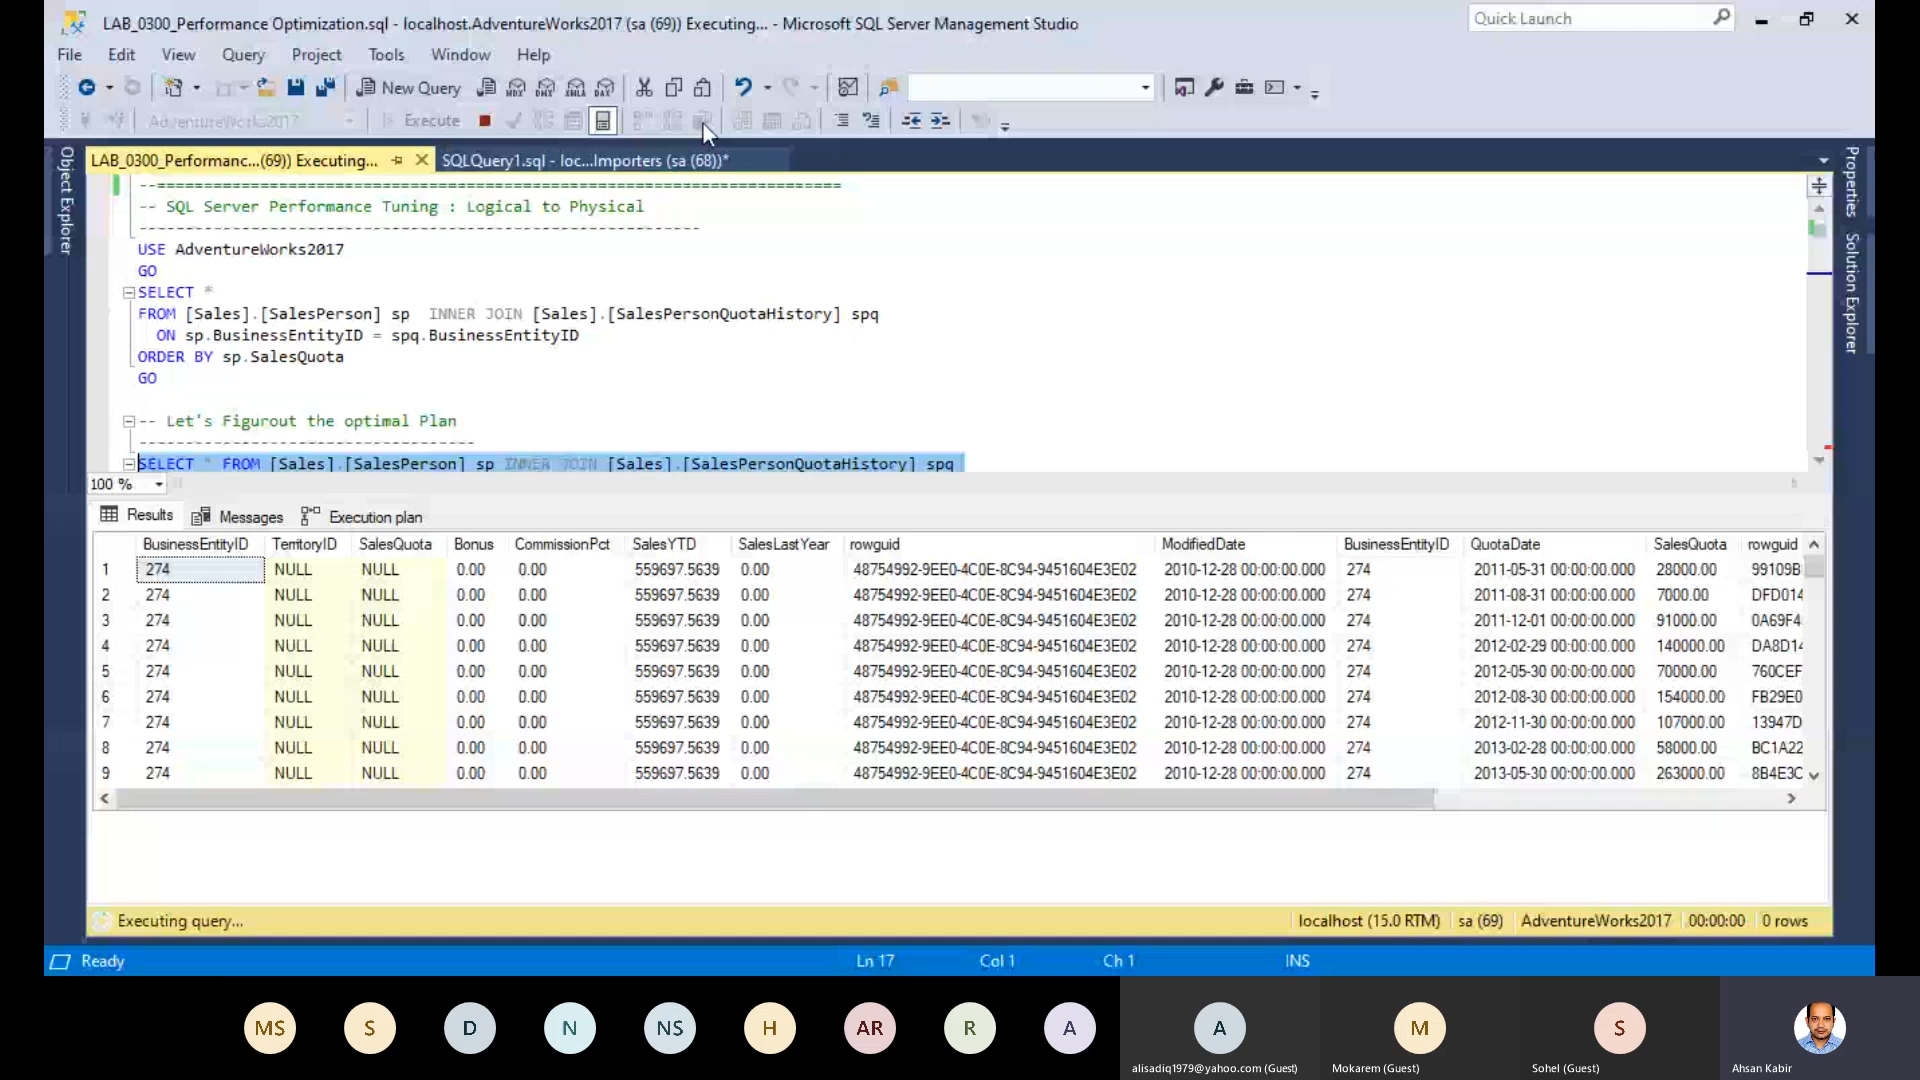 LAB_0300_Performance Optimization.sql - localhost.AdventureWorks2017 (sa (69)) Executing... - Microsoft SQL Server Management Studio
Quick Launch
File Edit View Query Project Tools Window Help
New Query
MDX DMX XMLA DAX
AdventureWorks2017
Execute
LAB_0300_Performanc...(69)) Executing...
SQLQuery1.sql - loc...Importers (sa (68))*
Object Explorer
Properties
Solution Explorer
--=========================================================================
-- SQL Server Performance Tuning : Logical to Physical
------------------------------------------------------------
USE AdventureWorks2017
GO
SELECT *
FROM [Sales].[SalesPerson] sp  INNER JOIN [Sales].[SalesPersonQuotaHistory] spq
ON sp.BusinessEntityID = spq.BusinessEntityID
ORDER BY sp.SalesQuota
GO
-- Let's Figurout the optimal Plan
------------------------------------
SELECT * FROM [Sales].[SalesPerson] sp INNER JOIN [Sales].[SalesPersonQuotaHistory] spq
100 %
Results Messages Execution plan
BusinessEntityID TerritoryID SalesQuota Bonus CommissionPct SalesYTD SalesLastYear rowguid ModifiedDate BusinessEntityID QuotaDate SalesQuota rowguid
1 274 NULL NULL 0.00 0.00 559697.5639 0.00 48754992-9EE0-4C0E-8C94-9451604E3E02 2010-12-28 00:00:00.000 274 2011-05-31 00:00:00.000 28000.00 99109B
2 274 NULL NULL 0.00 0.00 559697.5639 0.00 48754992-9EE0-4C0E-8C94-9451604E3E02 2010-12-28 00:00:00.000 274 2011-08-31 00:00:00.000 7000.00 DFD014
3 274 NULL NULL 0.00 0.00 559697.5639 0.00 48754992-9EE0-4C0E-8C94-9451604E3E02 2010-12-28 00:00:00.000 274 2011-12-01 00:00:00.000 91000.00 0A69F4
4 274 NULL NULL 0.00 0.00 559697.5639 0.00 48754992-9EE0-4C0E-8C94-9451604E3E02 2010-12-28 00:00:00.000 274 2012-02-29 00:00:00.000 140000.00 DA8D14
5 274 NULL NULL 0.00 0.00 559697.5639 0.00 48754992-9EE0-4C0E-8C94-9451604E3E02 2010-12-28 00:00:00.000 274 2012-05-30 00:00:00.000 70000.00 760CEF
6 274 NULL NULL 0.00 0.00 559697.5639 0.00 48754992-9EE0-4C0E-8C94-9451604E3E02 2010-12-28 00:00:00.000 274 2012-08-30 00:00:00.000 154000.00 FB29E0
7 274 NULL NULL 0.00 0.00 559697.5639 0.00 48754992-9EE0-4C0E-8C94-9451604E3E02 2010-12-28 00:00:00.000 274 2012-11-30 00:00:00.000 107000.00 13947D
8 274 NULL NULL 0.00 0.00 559697.5639 0.00 48754992-9EE0-4C0E-8C94-9451604E3E02 2010-12-28 00:00:00.000 274 2013-02-28 00:00:00.000 58000.00 BC1A22
9 274 NULL NULL 0.00 0.00 559697.5639 0.00 48754992-9EE0-4C0E-8C94-9451604E3E02 2010-12-28 00:00:00.000 274 2013-05-30 00:00:00.000 263000.00 8B4E3C
Executing query... localhost (15.0 RTM) sa (69) AdventureWorks2017 00:00:00 0 rows
Ready Ln 17 Col 1 Ch 1 INS
MS S D N NS H AR R A A M S
alisadiq1979@yahoo.com (Guest) Mokarem (Guest) Sohel (Guest) Ahsan Kabir